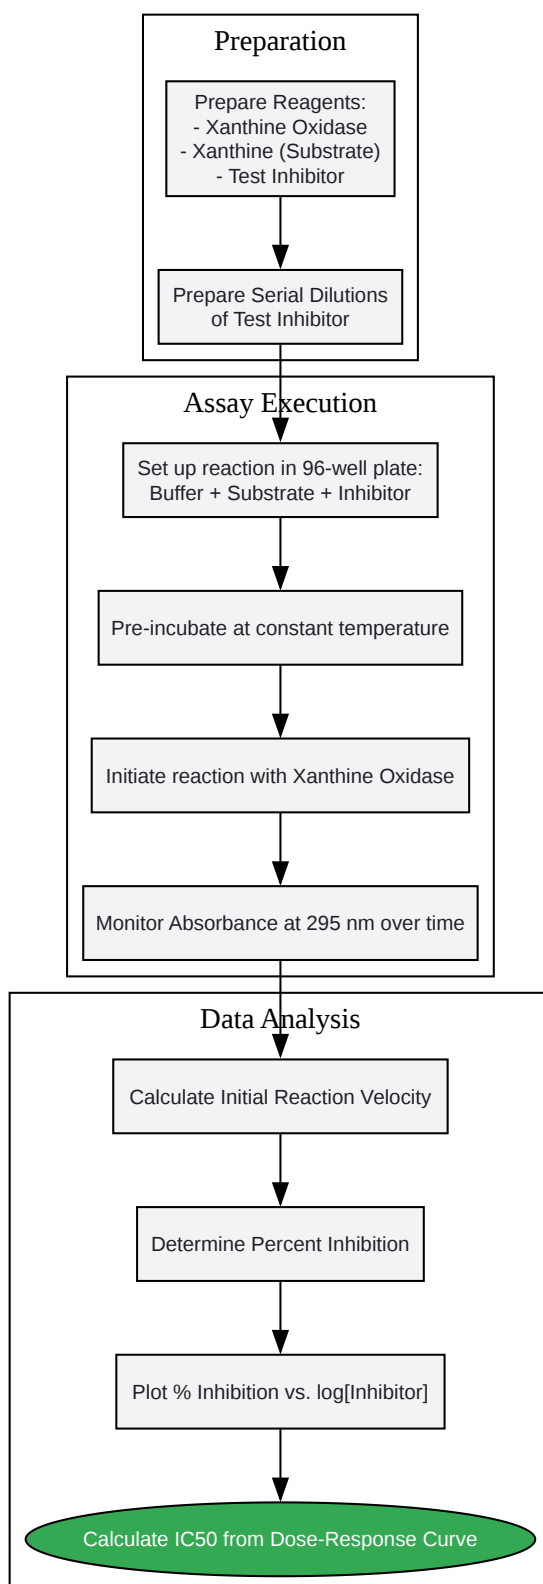 Preparation
Prepare Reagents:
- Xanthine Oxidase
- Xanthine (Substrate)
- Test Inhibitor
Prepare Serial Dilutions
of Test Inhibitor
Assay Execution
Set up reaction in 96-well plate:
Buffer + Substrate + Inhibitor
Pre-incubate at constant temperature
Initiate reaction with Xanthine Oxidase
Monitor Absorbance at 295 nm over time
Data Analysis
Calculate Initial Reaction Velocity
Determine Percent Inhibition
Plot % Inhibition vs. log[Inhibitor]
Calculate IC50 from Dose-Response Curve